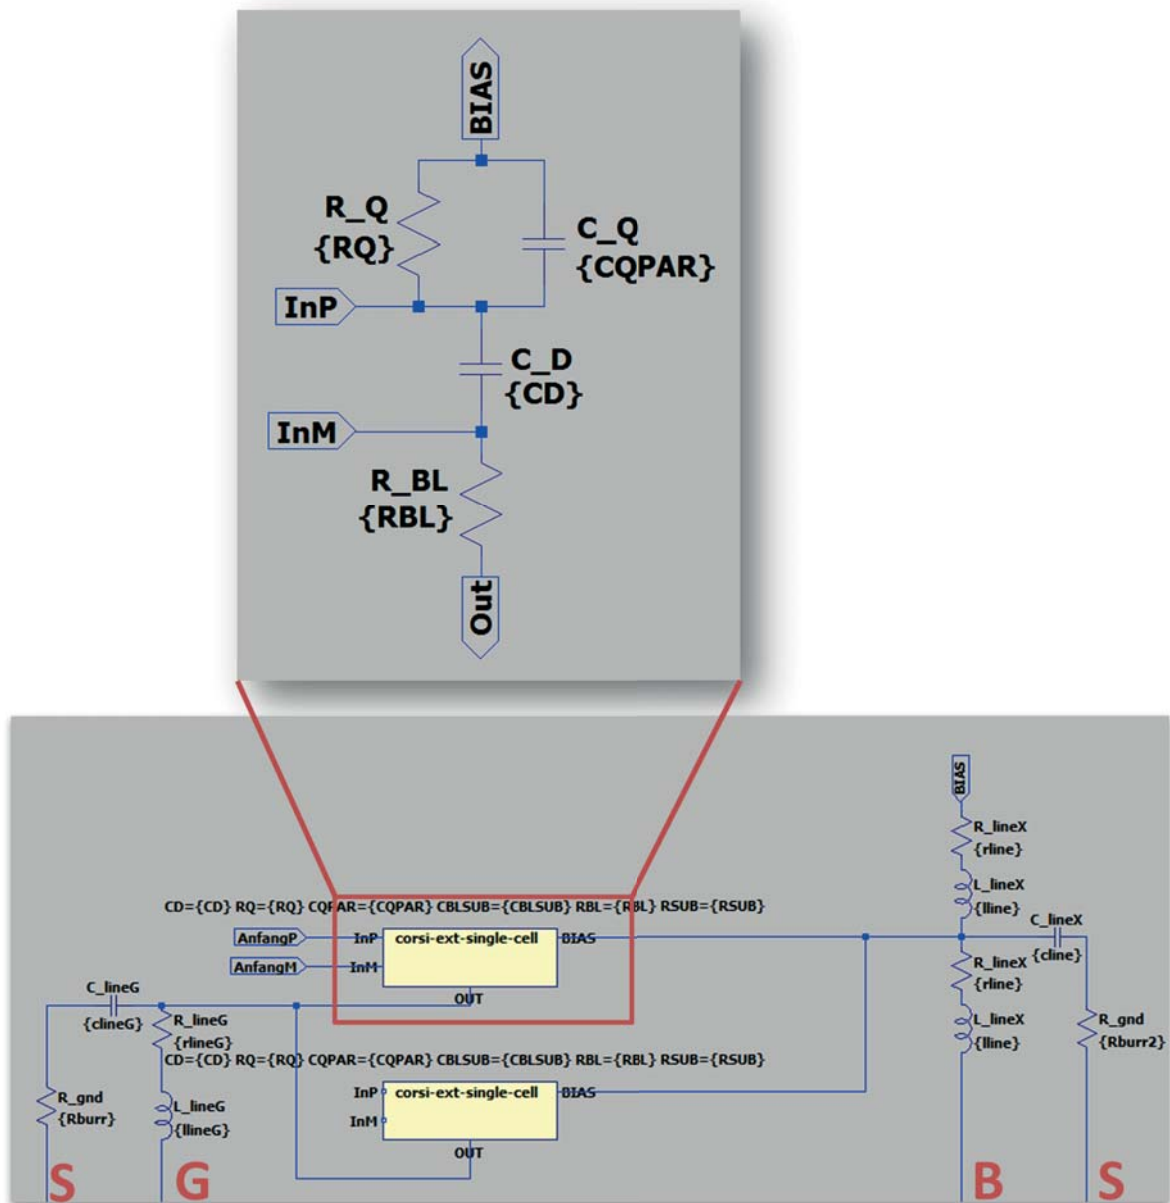 BIAS
R_Q
{RQ}
C_Q
{CQPAR}
InP
C_D
{CD}
InM
R_BL
{RBL}
Out
BIAS
R_lineX
{rline}
L_lineX
{lline}
CD={CD} RQ={RQ} CQPAR={CQPAR} CBLSUB={CBLSUB} RBL={RBL} RSUB={RSUB}
AnfangP
InP
corsi-ext-single-cell
BIAS
C_lineX
{cline}
AnfangM
InM
OUT
R_lineX
{rline}
C_lineG
{clineG}
R_lineG
{rlineG}
L_lineX
{lline}
R_gnd
{Rburr2}
CD={CD} RQ={RQ} CQPAR={CQPAR} CBLSUB={CBLSUB} RBL={RBL} RSUB={RSUB}
InP
corsi-ext-single-cell
BIAS
R_gnd
{Rburr}
L_lineG
{llineG}
InM
OUT
S
G
B
S